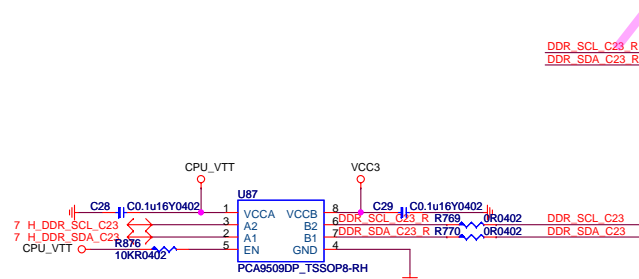 DDR_SCL_C23_R
DDR_SDA_C23_R
CPU_VTT
VCC3
U87
C28 C0.1u16Y0402
C29 C0.1u16Y0402
1 VCCA VCCB 8
7 H_DDR_SCL_C23 3 A2 B2 6 DDR_SCL_C23_R R769 0R0402 DDR_SCL_C23
7 H_DDR_SDA_C23 2 A1 B1 7 DDR_SDA_C23_R R770 0R0402 DDR_SDA_C23
CPU_VTT R876 5 EN GND 4
10KR0402
PCA9509DP_TSSOP8-RH